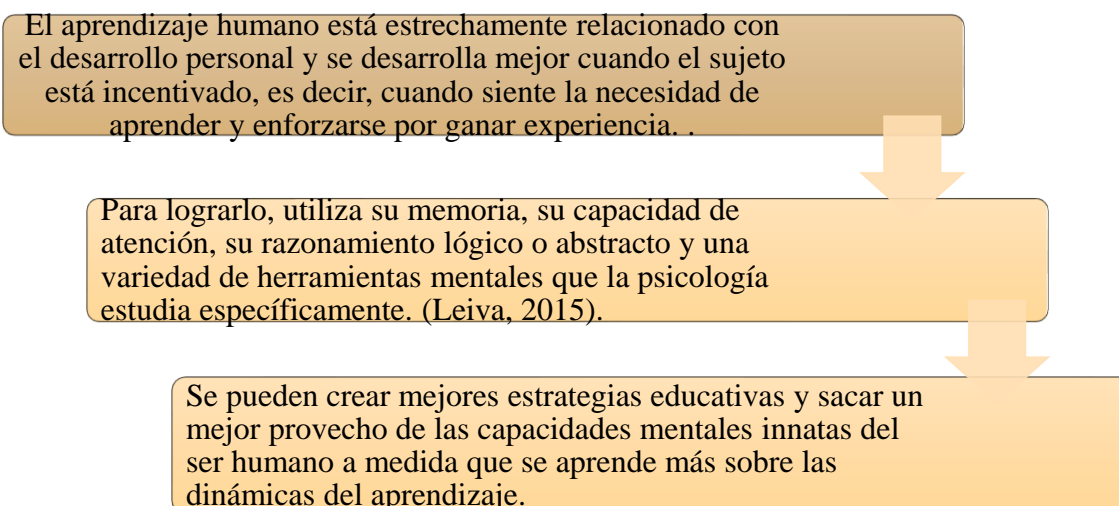 El aprendizaje humano está estrechamente relacionado con
el desarrollo personal y se desarrolla mejor cuando el sujeto
está incentivado, es decir, cuando siente la necesidad de
aprender y enforzarse por ganar experiencia. .
Para lograrlo, utiliza su memoria, su capacidad de
atención, su razonamiento lógico o abstracto y una
variedad de herramientas mentales que la psicología
estudia específicamente. (Leiva, 2015).
Se pueden crear mejores estrategias educativas y sacar un
mejor provecho de las capacidades mentales innatas del
ser humano a medida que se aprende más sobre las
dinámicas del aprendizaje.